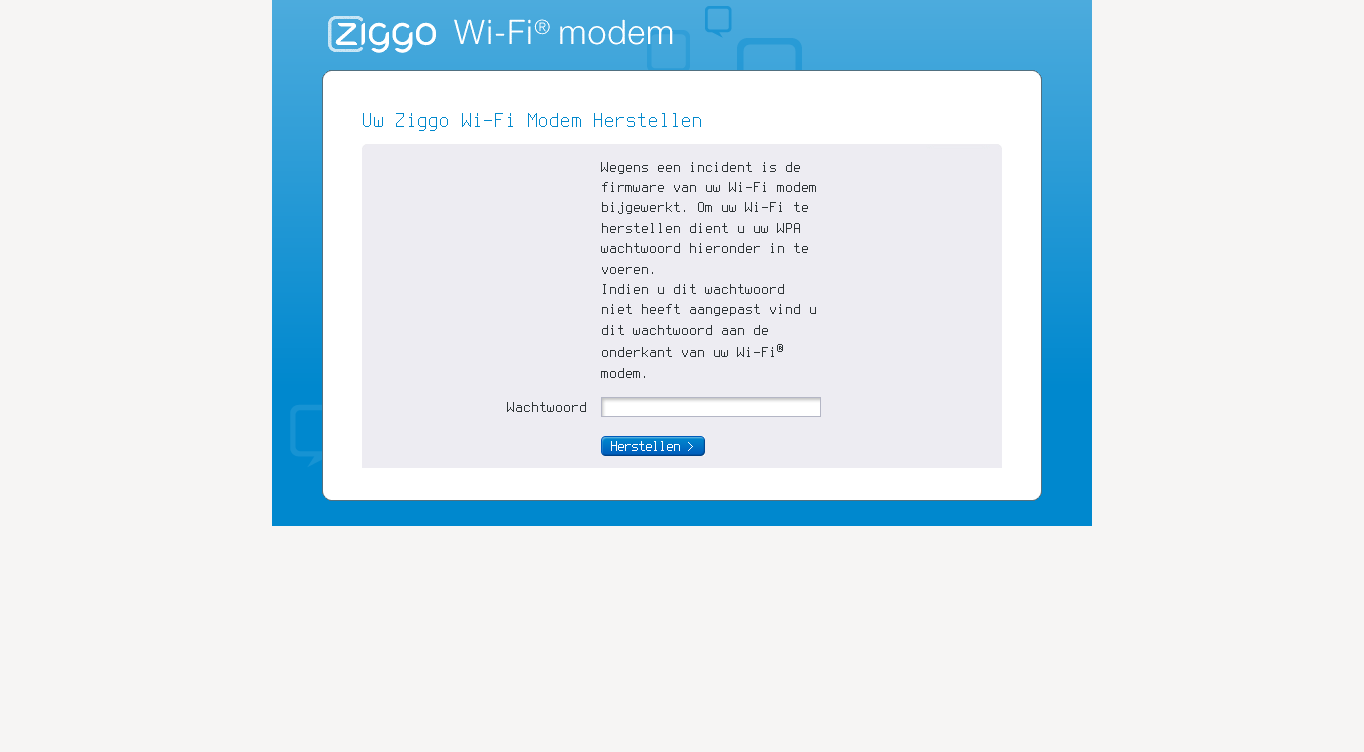 Ziggo Wi-Fi® modem
Uw Ziggo Wi-Fi Modem Herstellen
Wegens een incident is de
firmware van uw Wi-Fi modem
bijgewerkt. Om uw Wi-Fi te
herstellen dient u uw WPA
wachtwoord hieronder in te
voeren.
Indien u dit wachtwoord
niet heeft aangepast vind u
dit wachtwoord aan de
onderkant van uw Wi-Fi®
modem.
Wachtwoord
Herstellen >